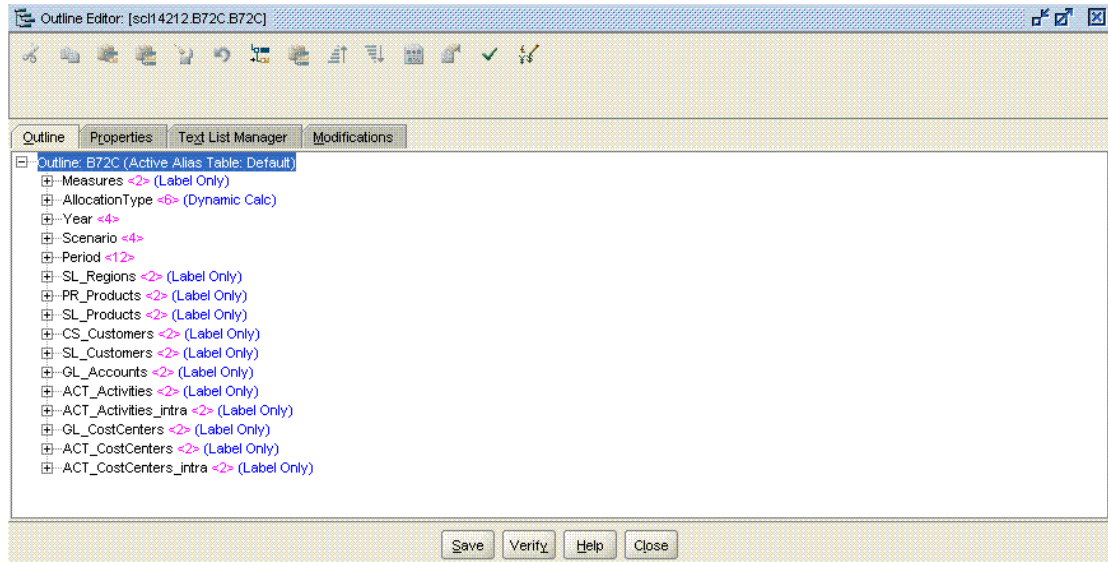 Outline Editor: [scl14212.B72C.B72C]
Outline Properties Text List Manager Modifications
Outline: B72C (Active Alias Table: Default)
Measures <2> (Label Only)
AllocationType <6> (Dynamic Calc)
Year <4>
Scenario <4>
Period <12>
SL_Regions <2> (Label Only)
PR_Products <2> (Label Only)
SL_Products <2> (Label Only)
CS_Customers <2> (Label Only)
SL_Customers <2> (Label Only)
GL_Accounts <2> (Label Only)
ACT_Activities <2> (Label Only)
ACT_Activities_intra <2> (Label Only)
GL_CostCenters <2> (Label Only)
ACT_CostCenters <2> (Label Only)
ACT_CostCenters_intra <2> (Label Only)
Save Verify Help Close